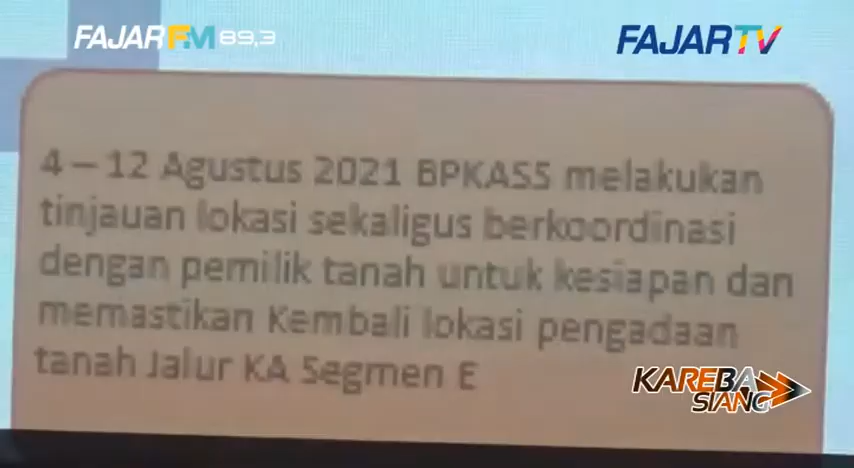 FAJAR FM 89,3
FAJAR TV
4 – 12 Agustus 2021 BPKASS melakukan
tinjauan lokasi sekaligus berkoordinasi
dengan pemilik tanah untuk kesiapan dan
memastikan Kembali lokasi pengadaan
tanah Jalur KA Segmen E
KAREBA
SIANG